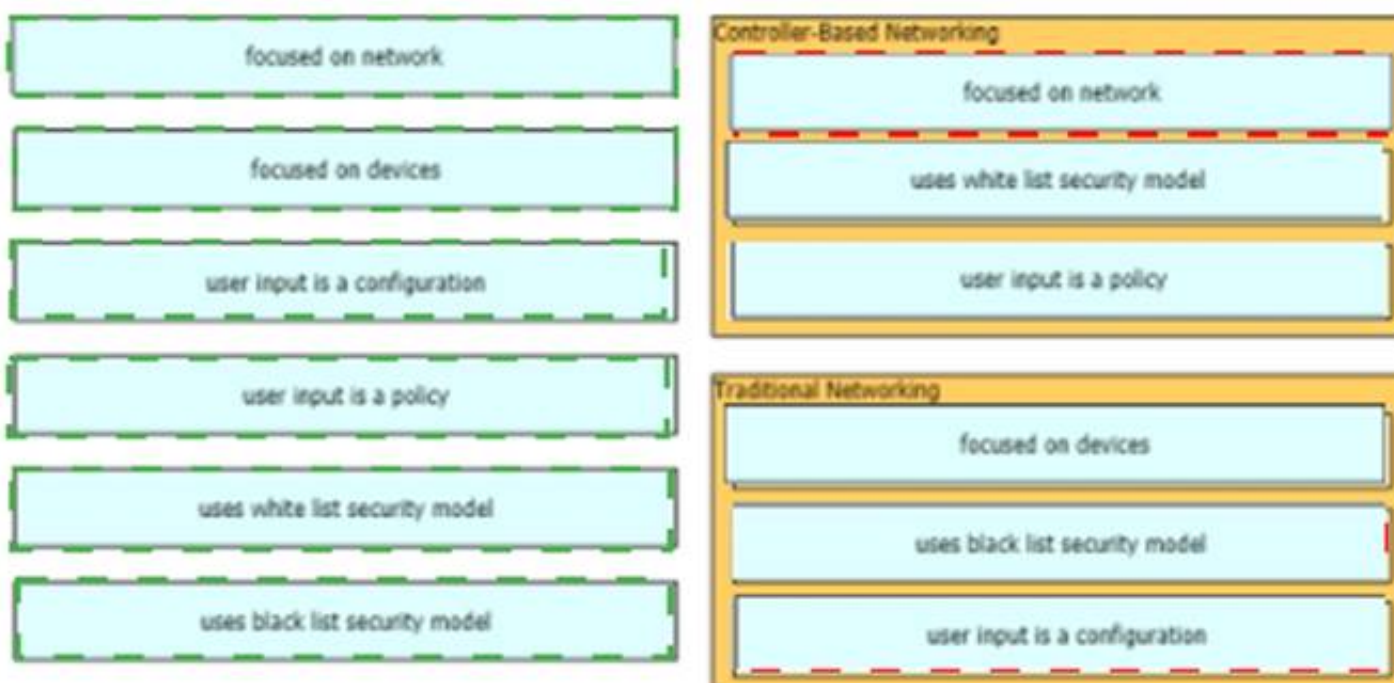 focused on network
focused on devices
user input is a configuration
user input is a policy
uses white list security model
uses black list security model
Controller-Based Networking
focused on network
uses white list security model
user input is a policy
Traditional Networking
focused on devices
uses black list security model
user input is a configuration